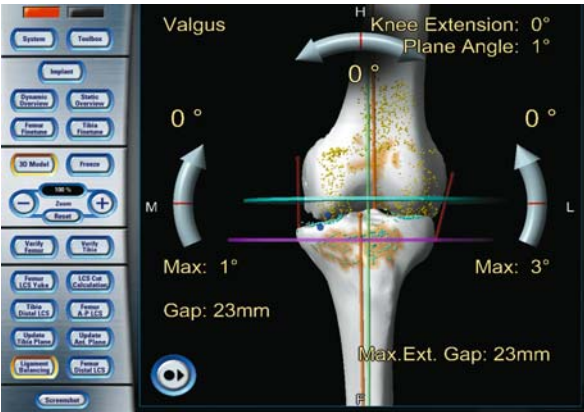 System Toolbox
Implant
Dynamic Overview
Static Overview
Femur Finetune
Tibia Finetune
3D Model Freeze
100 %
Zoom
Reset
Verify Femur
Verify Tibia
Femur LCS Yoke
LCS Cut Calculation
Tibia Distal LCS
Femur A-P LCS
Update Tibia Plane
Update Ant. Plane
Ligament Balancing
Femur Distal LCS
Screenshot
Valgus
H
Knee Extension: 0°
Plane Angle: 1°
0 °
0 °
0 °
M
L
Max: 1°
Max: 3°
Gap: 23mm
Max.Ext. Gap: 23mm
F